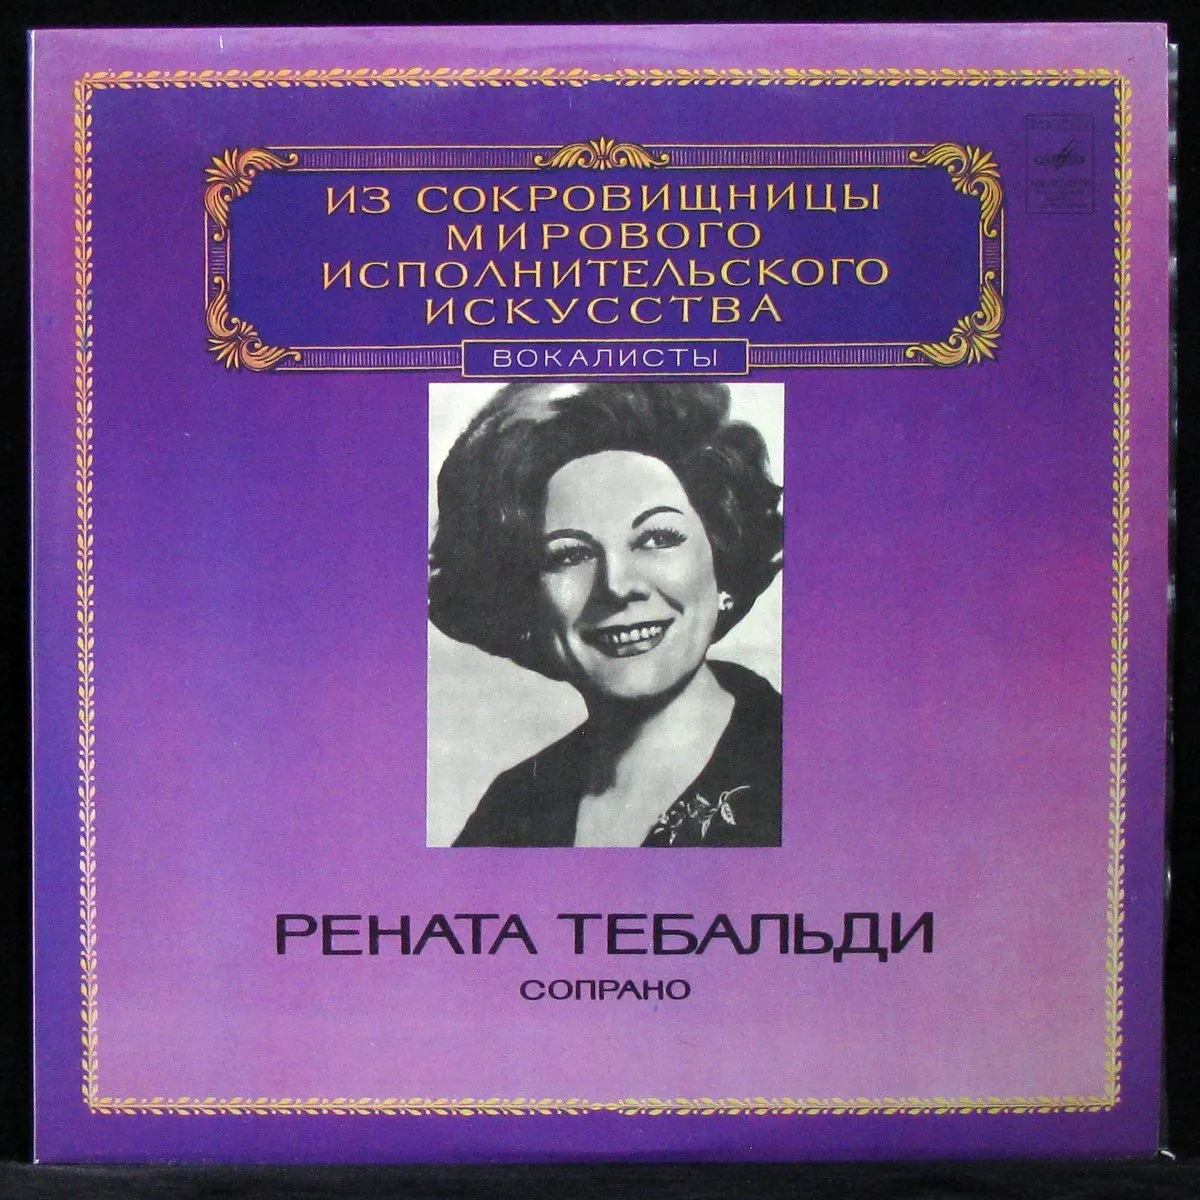 ИЗ СОКРОВИЩНИЦЫ
МИРОВОГО
ИСПОЛНИТЕЛЬСКОГО
ИСКУССТВА
ВОКАЛИСТЫ
РЕНАТА ТЕБАЛЬДИ
СОПРАНО